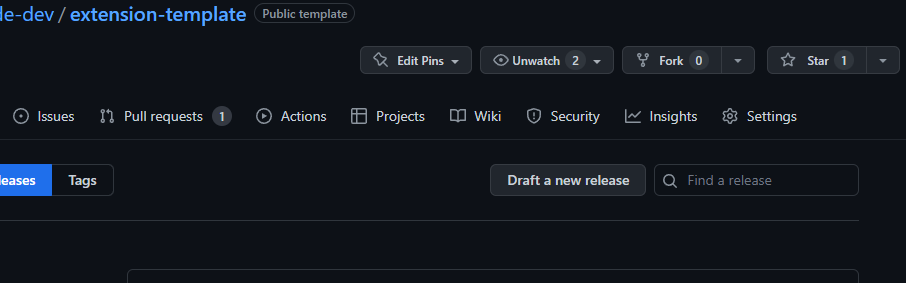 de-dev / extension-template Public template
Edit Pins Unwatch 2 Fork 0 Star 1
Issues Pull requests 1 Actions Projects Wiki Security Insights Settings
leases Tags Draft a new release Find a release